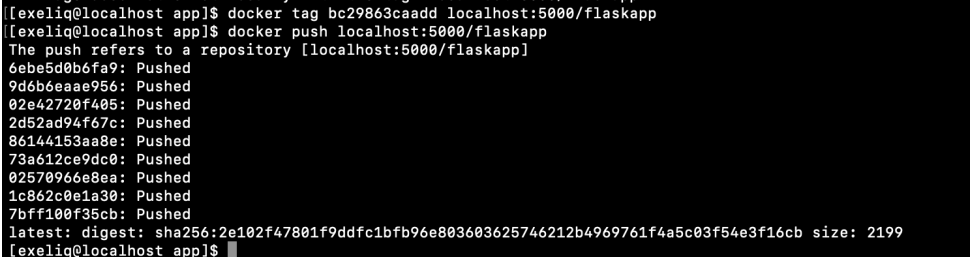 [[exeliq@localhost app]$ docker tag bc29863caadd localhost:5000/flaskapp
[[exeliq@localhost app]$ docker push localhost:5000/flaskapp
The push refers to a repository [localhost:5000/flaskapp]
6ebe5d0b6fa9: Pushed
9d6b6eaae956: Pushed
02e42720f405: Pushed
2d52ad94f67c: Pushed
86144153aa8e: Pushed
73a612ce9dc0: Pushed
02570966e8ea: Pushed
1c862c0e1a30: Pushed
7bff100f35cb: Pushed
latest: digest: sha256:2e102f47801f9ddfc1bfb96e803603625746212b4969761f4a5c03f54e3f16cb size: 2199
[exeliq@localhost app]$